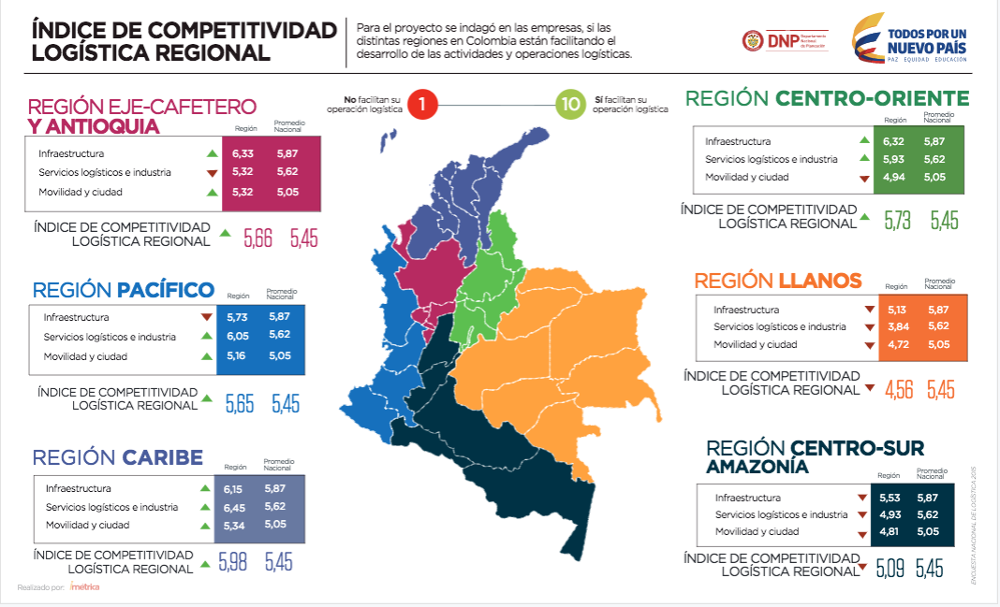 ÍNDICE DE COMPETITIVIDAD
LOGÍSTICA REGIONAL
Para el proyecto se indagó en las empresas, sí las
distintas regiones en Colombia están facilitando el
desarrollo de las actividades y operaciones logísticas.
DNP Departamento
Nacional
de Planeación
TODOS POR UN
NUEVO PAÍS
PAZ EQUIDAD EDUCACIÓN
No facilitan su
operación logística
1
10
Sí facilitan su
operación logística
REGIÓN EJE-CAFETERO
Y ANTIOQUIA
Región Promedio
Nacional
Infraestructura 6,33 5,87
Servicios logísticos e industria 5,32 5,62
Movilidad y ciudad 5,32 5,05
ÍNDICE DE COMPETITIVIDAD
LOGÍSTICA REGIONAL 5,66 5,45
REGIÓN PACÍFICO
Región Promedio
Nacional
Infraestructura 5,73 5,87
Servicios logísticos e industria 6,05 5,62
Movilidad y ciudad 5,16 5,05
ÍNDICE DE COMPETITIVIDAD
LOGÍSTICA REGIONAL 5,65 5,45
REGIÓN CARIBE
Región Promedio
Nacional
Infraestructura 6,15 5,87
Servicios logísticos e industria 6,45 5,62
Movilidad y ciudad 5,34 5,05
ÍNDICE DE COMPETITIVIDAD
LOGÍSTICA REGIONAL 5,98 5,45
Realizado por: imétrica
REGIÓN CENTRO-ORIENTE
Región Promedio
Nacional
Infraestructura 6,32 5,87
Servicios logísticos e industria 5,93 5,62
Movilidad y ciudad 4,94 5,05
ÍNDICE DE COMPETITIVIDAD
LOGÍSTICA REGIONAL 5,73 5,45
REGIÓN LLANOS
Región Promedio
Nacional
Infraestructura 5,13 5,87
Servicios logísticos e industria 3,84 5,62
Movilidad y ciudad 4,72 5,05
ÍNDICE DE COMPETITIVIDAD
LOGÍSTICA REGIONAL 4,56 5,45
REGIÓN CENTRO-SUR
AMAZONÍA
Región Promedio
Nacional
Infraestructura 5,53 5,87
Servicios logísticos e industria 4,93 5,62
Movilidad y ciudad 4,81 5,05
ÍNDICE DE COMPETITIVIDAD
LOGÍSTICA REGIONAL 5,09 5,45
ENCUESTA NACIONAL DE LOGÍSTICA 2015